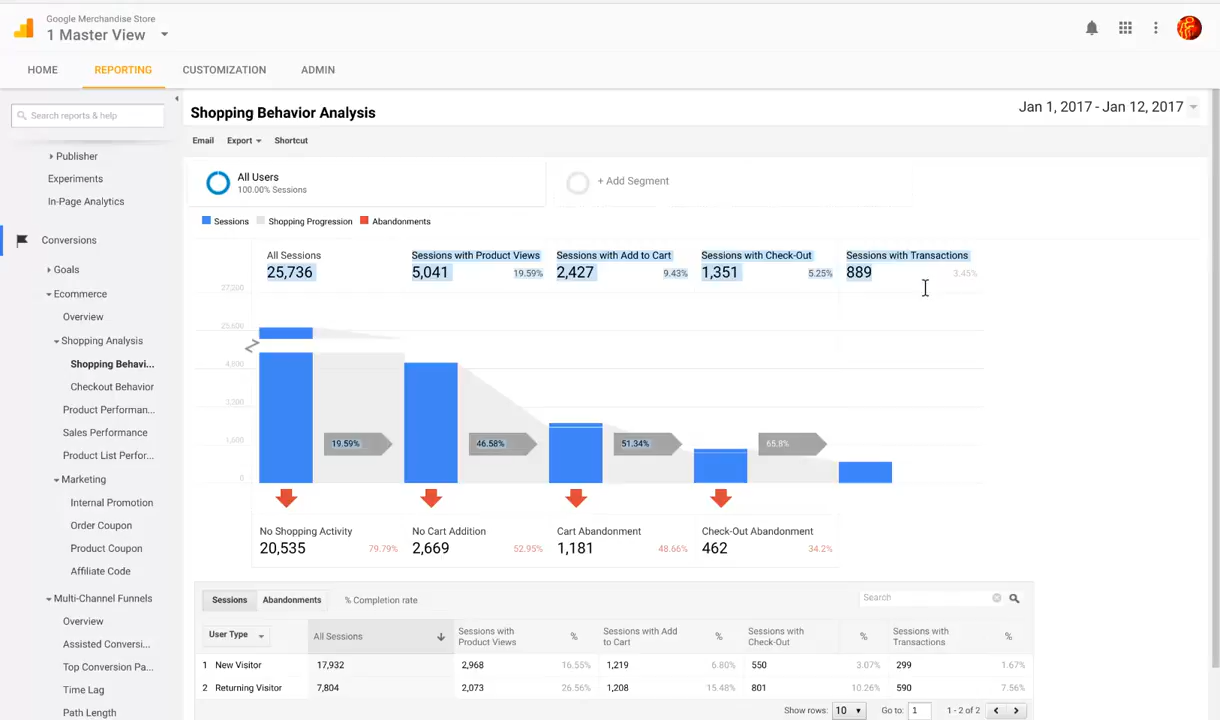 Google Merchandise Store
1 Master View
HOME
REPORTING
CUSTOMIZATION
ADMIN
Search reports & help
Publisher
Experiments
In-Page Analytics
Conversions
Goals
Ecommerce
Overview
Shopping Analysis
Shopping Behavi...
Checkout Behavior
Product Performan...
Sales Performance
Product List Perfor...
Marketing
Internal Promotion
Order Coupon
Product Coupon
Affiliate Code
Multi-Channel Funnels
Overview
Assisted Conversi...
Top Conversion Pa...
Time Lag
Path Length
Shopping Behavior Analysis
Jan 1, 2017 - Jan 12, 2017
Email Export Shortcut
All Users
100.00% Sessions
+ Add Segment
Sessions Shopping Progression Abandonments
All Sessions Sessions with Product Views Sessions with Add to Cart Sessions with Check-Out Sessions with Transactions
25,736 5,041 19.59% 2,427 9.43% 1,351 5.25% 889 3.45%
27,200
25,600
4,800
3,200
1,600
0
19.59% 46.58% 51.34% 65.8%
No Shopping Activity No Cart Addition Cart Abandonment Check-Out Abandonment
20,535 79.79% 2,669 52.95% 1,181 48.66% 462 34.2%
Sessions Abandonments % Completion rate
Search
User Type All Sessions Sessions with Product Views % Sessions with Add to Cart % Sessions with Check-Out % Sessions with Transactions %
1 New Visitor 17,932 2,968 16.55% 1,219 6.80% 550 3.07% 299 1.67%
2 Returning Visitor 7,804 2,073 26.56% 1,208 15.48% 801 10.26% 590 7.56%
Show rows: 10 Go to: 1 1 - 2 of 2